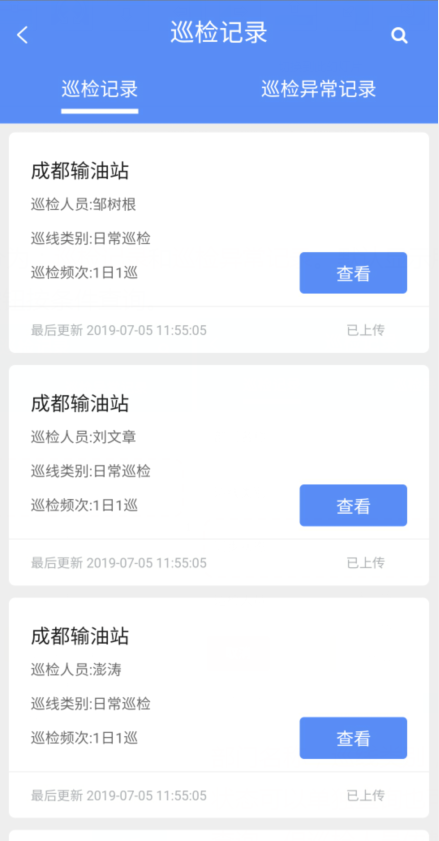 巡检记录
巡检记录 巡检异常记录
成都输油站
巡检人员:邹树根
巡线类别:日常巡检
巡检频次:1日1巡
查看
最后更新 2019-07-05 11:55:05 已上传
成都输油站
巡检人员:刘文章
巡线类别:日常巡检
巡检频次:1日1巡
查看
最后更新 2019-07-05 11:55:05 已上传
成都输油站
巡检人员:澎涛
巡线类别:日常巡检
巡检频次:1日1巡
查看
最后更新 2019-07-05 11:55:05 已上传